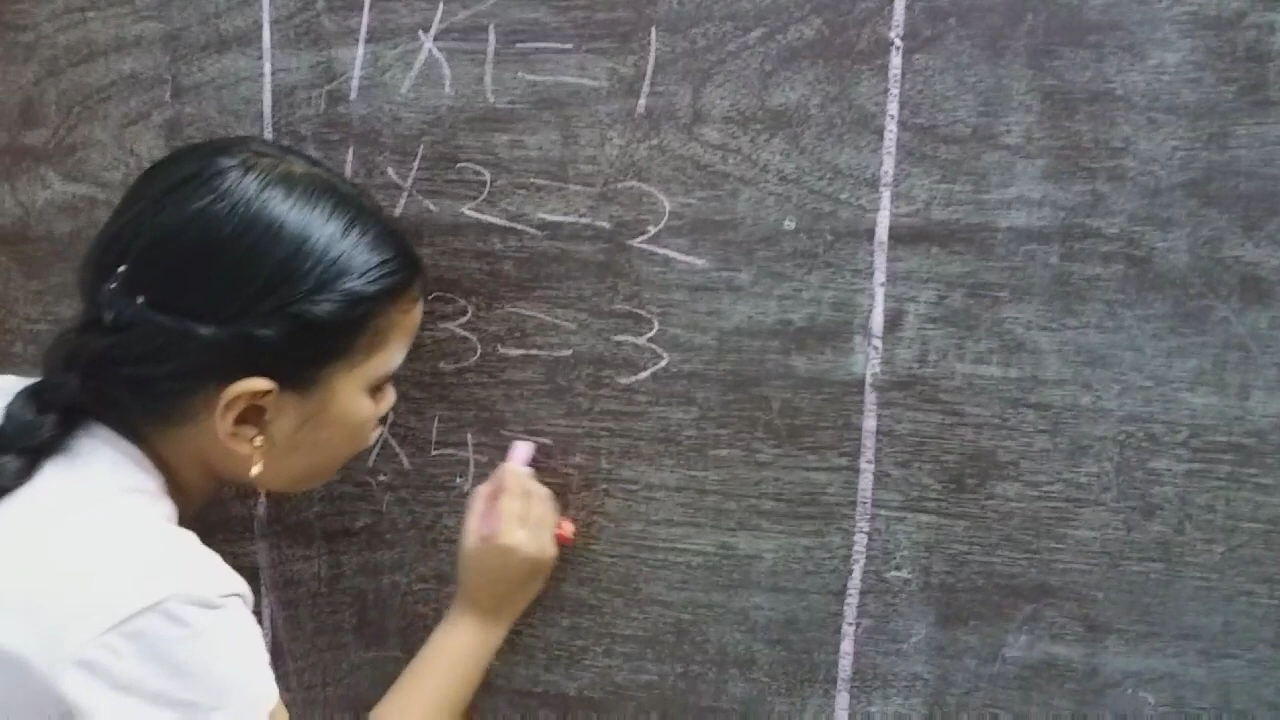 1 x 1 = 1
1 x 2 = 2
3 = 3
x 4 -